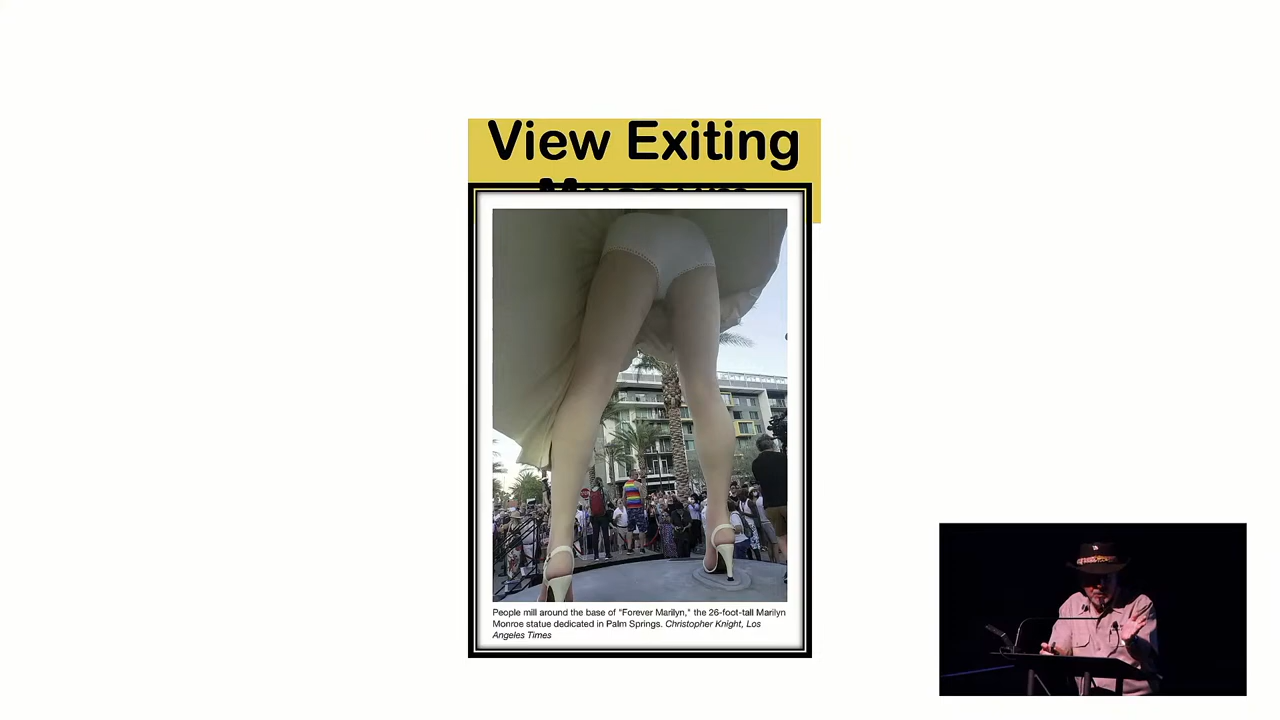 View Exiting
People mill around the base of "Forever Marilyn," the 26-foot-tall Marilyn
Monroe statue dedicated in Palm Springs. Christopher Knight, Los
Angeles Times